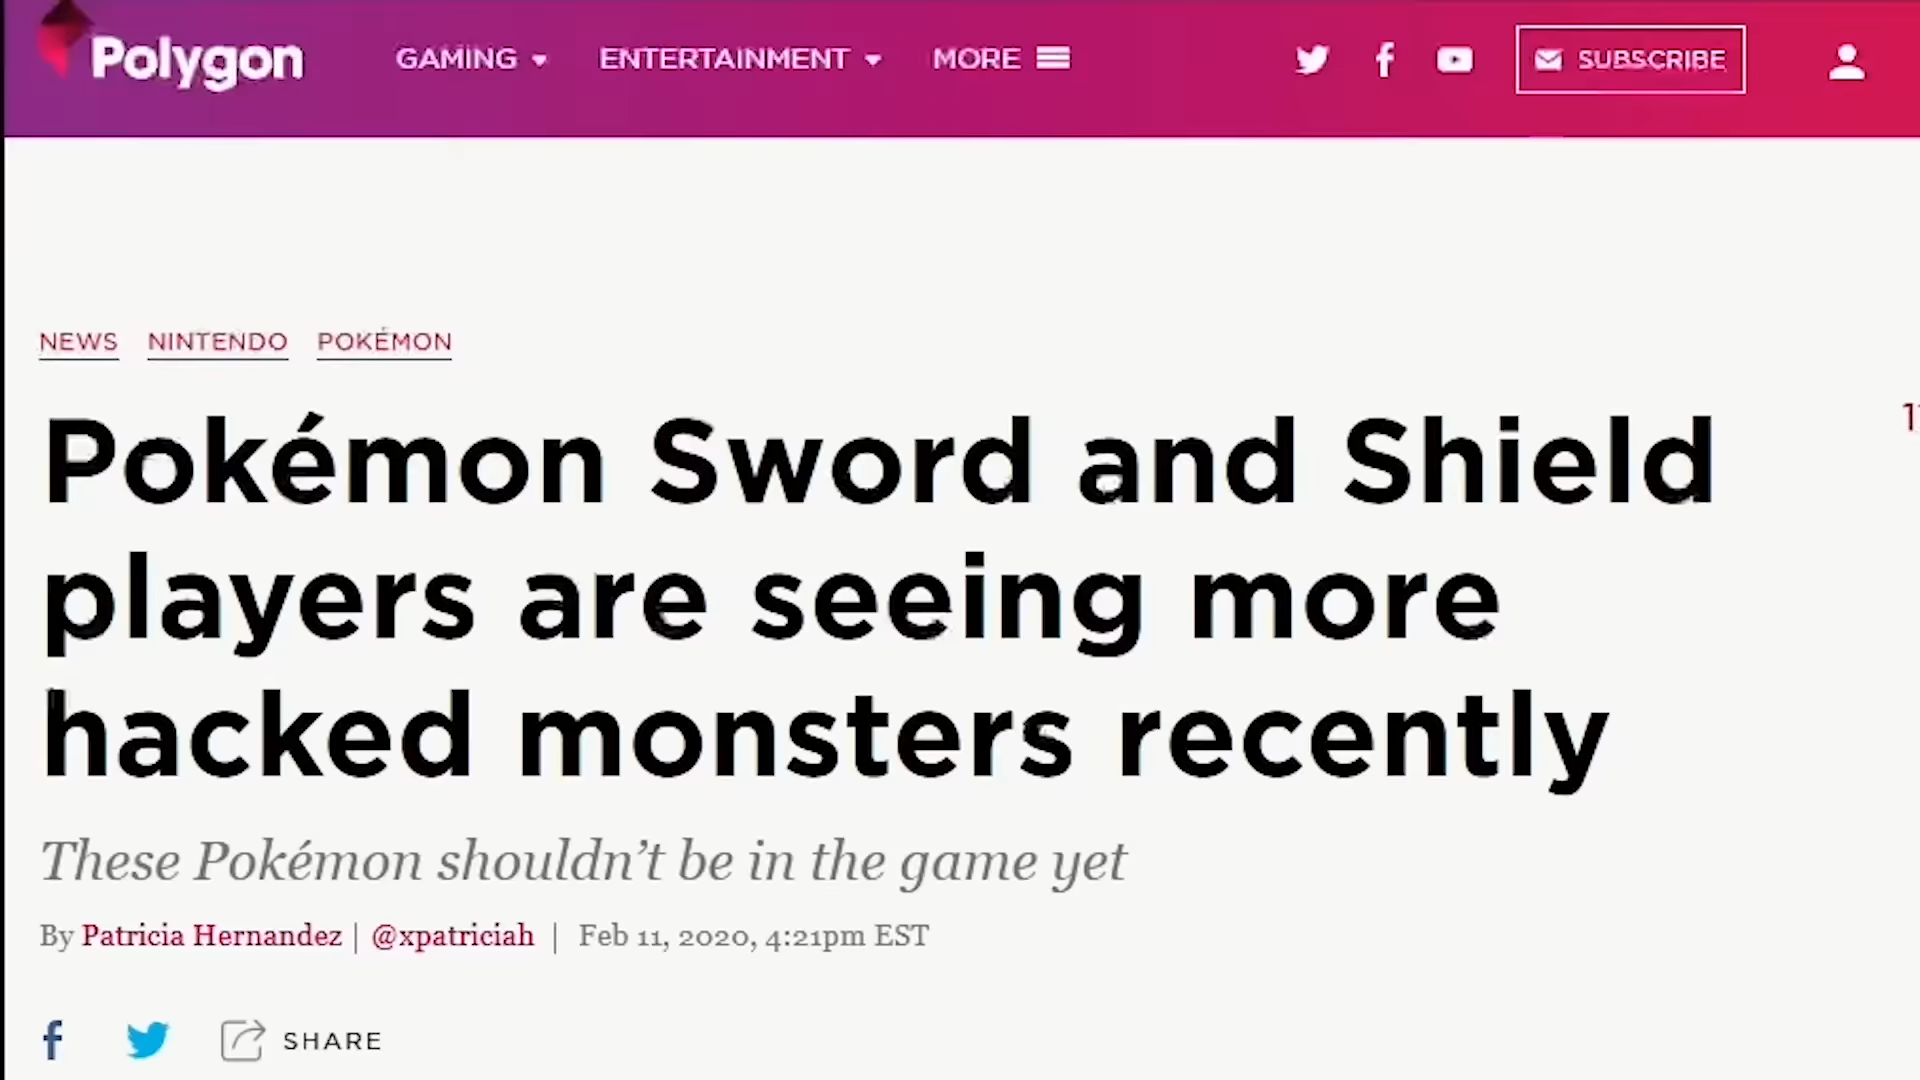 Polygon GAMING ENTERTAINMENT MORE SUBSCRIBE
NEWS NINTENDO POKÉMON
Pokémon Sword and Shield
players are seeing more
hacked monsters recently
These Pokémon shouldn't be in the game yet
By Patricia Hernandez | @xpatriciah | Feb 11, 2020, 4:21pm EST
SHARE